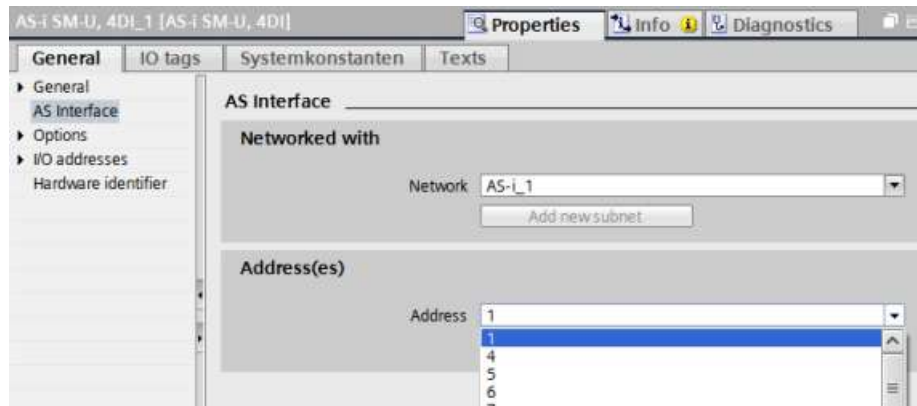 AS-i SM-U, 4DI_1 [AS-i SM-U, 4DI]
Properties
Info
Diagnostics
General
IO tags
Systemkonstanten
Texts
General
AS Interface
Options
I/O addresses
Hardware identifier
AS Interface
Networked with
Network AS-i_1
Add new subnet
Address(es)
Address 1
1
4
5
6